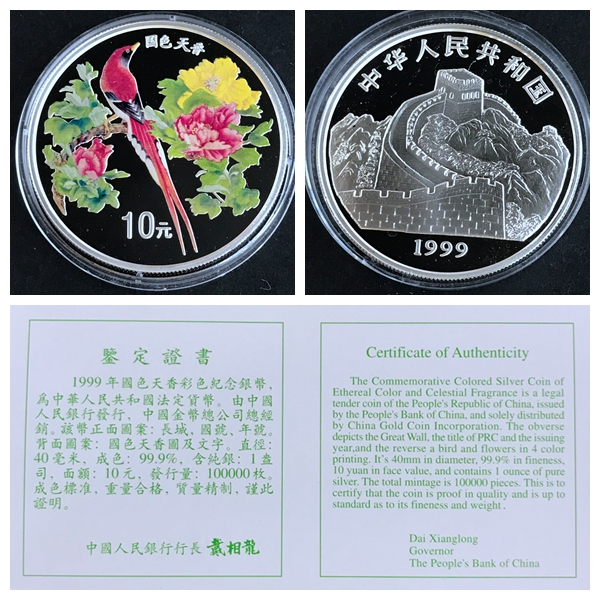 國色天香
10元
中华人民共和国
1999
鉴定證書
1999年國色天香彩色紀念銀幣,
爲中華人民共和國法定貨幣。由中國
人民銀行發行,中國金幣總公司總經
銷。該幣正面圖案:長城、國號、年號。
背面圖案:國色天香圖及文字。直徑:
40毫米,成色:99.9%,含純銀:1盎
司,面額:10元,發行量:100000枚。
成色標准,重量合格,質量精制,謹此
證明。
中國人民銀行行長 戴相龍
Certificate of Authenticity
The Commemorative Colored Silver Coin of
Ethereal Color and Celestial Fragrance is a legal
tender coin of the People's Republic of China, issued
by the People's Bank of China, and solely distributed
by China Gold Coin Incorporation. The obverse
depicts the Great Wall, the title of PRC and the issuing
year,and the reverse a bird and flowers in 4 color
printing. It's 40mm in diameter, 99.9% in fineness,
10 yuan in face value, and contains 1 ounce of pure
silver. The total mintage is 100000 pieces. This is to
certify that the coin is proof in quality and is up to
standard as to its fineness and weight .
Dai Xianglong
Governor
The People's Bank of China